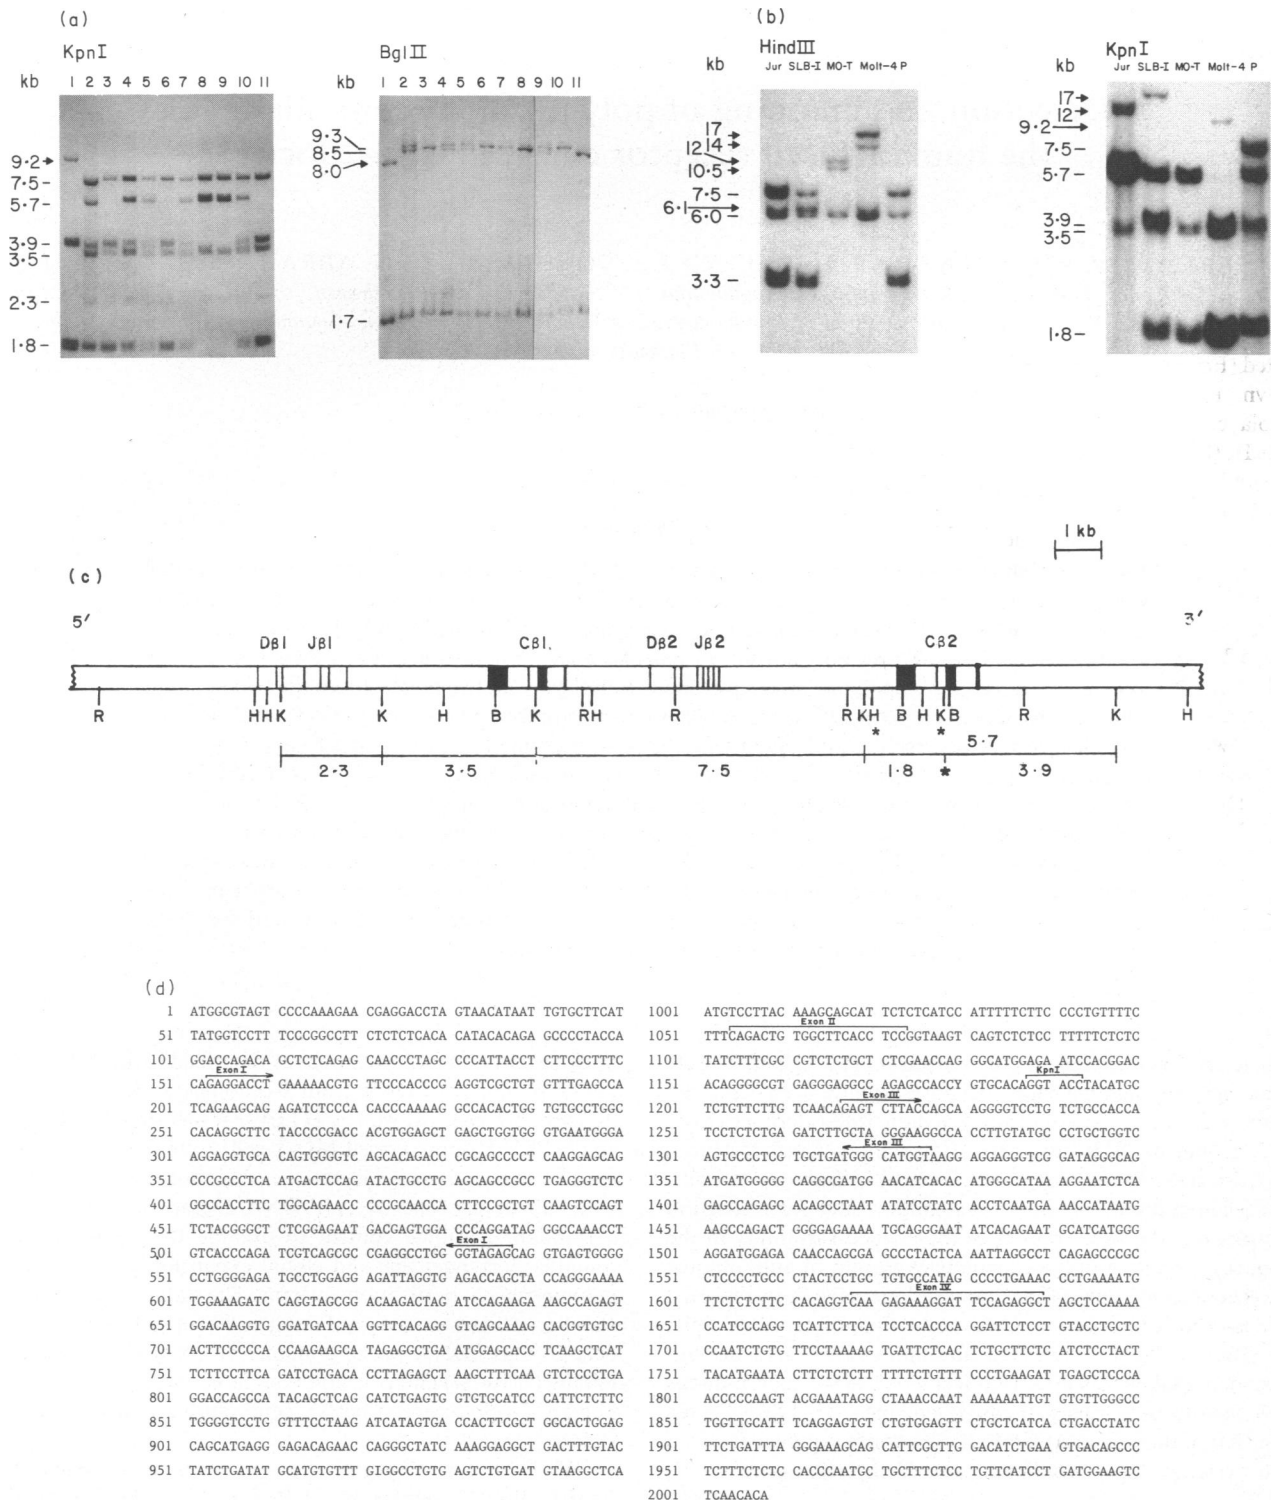 (a)
KpnI
kb 1 2 3 4 5 6 7 8 9 10 11
9·2
7·5
5·7
3·9
3·5
2·3
1·8
BglII
kb 1 2 3 4 5 6 7 8 9 10 11
9·3
8·5
8·0
1·7
(b)
HindIII
kb Jur SLB-I MO-T Molt-4 P
17
12 14
10·5
7·5
6·1
6·0
3·3
KpnI
kb Jur SLB-I MO-T Molt-4 P
17
12
9·2
7·5
5·7
3·9
3·5
1·8
1 kb
(c)
5′ 3′
Dβ1 Jβ1 Cβ1. Dβ2 Jβ2 Cβ2
R H H K K H B K R H R R K H B H K B R K H
* *
5·7
2·3 3·5 7·5 1·8 * 3·9
(d)
1 ATGGCGTAGT CCCCAAAGAA CGAGGACCTA GTAACATAAT TGTGCTTCAT
51 TATGGTCCTT TCCCGGCCTT CTCTCTCACA CATACACAGA GCCCCTACCA
101 GGACCAGACA GCTCTCAGAG CAACCCTAGC CCCATTACCT CTTCCCTTTC
Exon I
151 CAGAGGACCT GAAAAACGTG TTCCCACCCG AGGTCGCTGT GTTTGAGCCA
201 TCAGAAGCAG AGATCTCCCA CACCCAAAAG GCCACACTGG TGTGCCTGGC
251 CACAGGCTTC TACCCCGACC ACGTGGAGCT GAGCTGGTGG GTGAATGGGA
301 AGGAGGTGCA CAGTGGGGTC AGCACAGACC CGCAGCCCCT CAAGGAGCAG
351 CCCGCCCTCA ATGACTCCAG ATACTGCCTG AGCAGCCGCC TGAGGGTCTC
401 GGCCACCTTC TGGCAGAACC CCCGCAACCA CTTCCGCTGT CAAGTCCAGT
451 TCTACGGGCT CTCGGAGAAT GACGAGTGGA CCCAGGATAG GGCCAAACCT
Exon I
501 GTCACCCAGA TCGTCAGCGC CGAGGCCTGG GGTAGAGCAG GTGAGTGGGG
551 CCTGGGGAGA TGCCTGGAGG AGATTAGGTG AGACCAGCTA CCAGGGAAAA
601 TGGAAAGATC CAGGTAGCGG ACAAGACTAG ATCCAGAAGA AAGCCAGAGT
651 GGACAAGGTG GGATGATCAA GGTTCACAGG GTCAGCAAAG CACGGTGTGC
701 ACTTCCCCCA CCAAGAAGCA TAGAGGCTGA ATGGAGCACC TCAAGCTCAT
751 TCTTCCTTCA GATCCTGACA CCTTAGAGCT AAGCTTTCAA GTCTCCCTGA
801 GGACCAGCCA TACAGCTCAG CATCTGAGTG GTGTGCATCC CATTCTCTTC
851 TGGGGTCCTG GTTTCCTAAG ATCATAGTGA CCACTTCGCT GGCACTGGAG
901 CAGCATGAGG GAGACAGAAC CAGGGCTATC AAAGGAGGCT GACTTTGTAC
951 TATCTGATAT GCATGTGTTT GIGGCCTGTG AGTCTGTGAT GTAAGGCTCA
1001 ATGTCCTTAC AAAGCAGCAT TCTCTCATCC ATTTTTCTTC CCCTGTTTTC
Exon II
1051 TTTCAGACTG TGGCTTCACC TCCGGTAAGT CAGTCTCTCC TTTTTCTCTC
1101 TATCTTTCGC CGTCTCTGCT CTCGAACCAG GGCATGGAGA ATCCACGGAC
KpnI
1151 ACAGGGGCGT GAGGGAGGCC AGAGCCACCY GTGCACAGGT ACCTACATGC
Exon III
1201 TCTGTTCTTG TCAACAGAGT CTTACCAGCA AGGGGTCCTG TCTGCCACCA
1251 TCCTCTCTGA GATCTTGCTA GGGAAGGCCA CCTTGTATGC CCTGCTGGTC
Exon III
1301 AGTGCCCTCG TGCTGATGGG CATGGTAAGG AGGAGGGTCG GATAGGGCAG
1351 ATGATGGGGG CAGGCGATGG AACATCACAC ATGGGCATAA AGGAATCTCA
1401 GAGCCAGAGC ACAGCCTAAT ATATCCTATC ACCTCAATGA AACCATAATG
1451 AAGCCAGACT GGGGAGAAAA TGCAGGGAAT ATCACAGAAT GCATCATGGG
1501 AGGATGGAGA CAACCAGCGA GCCCTACTCA AATTAGGCCT CAGAGCCCGC
1551 CTCCCCTGCC CTACTCCTGC TGTGCCATAG CCCCTGAAAC CCTGAAAATG
Exon IV
1601 TTCTCTCTTC CACAGGTCAA GAGAAAGGAT TCCAGAGGCT AGCTCCAAAA
1651 CCATCCCAGG TCATTCTTCA TCCTCACCCA GGATTCTCCT GTACCTGCTC
1701 CCAATCTGTG TTCCTAAAAG TGATTCTCAC TCTGCTTCTC ATCTCCTACT
1751 TACATGAATA CTTCTCTCTT TTTTCTGTTT CCCTGAAGAT TGAGCTCCCA
1801 ACCCCCAAGT ACGAAATAGG CTAAACCAAT AAAAAATTGT GTGTTGGGCC
1851 TGGTTGCATT TCAGGAGTGT CTGTGGAGTT CTGCTCATCA CTGACCTATC
1901 TTCTGATTTA GGGAAAGCAG CATTCGCTTG GACATCTGAA GTGACAGCCC
1951 TCTTTCTCTC CACCCAATGC TGCTTTCTCC TGTTCATCCT GATGGAAGTC
2001 TCAACACA